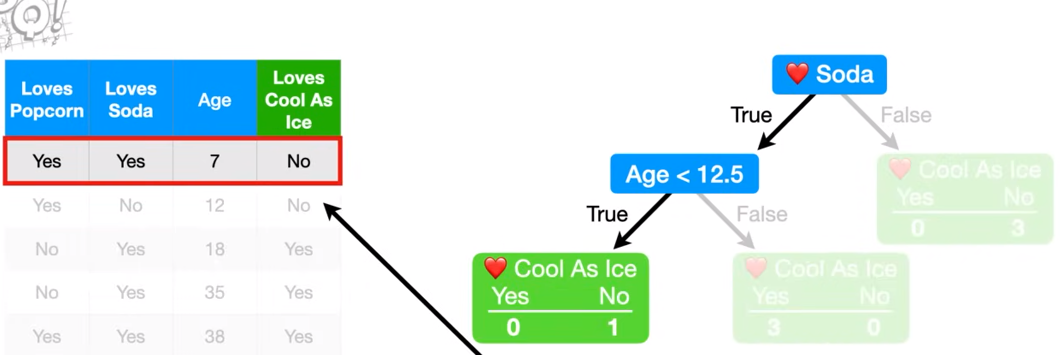 Q!
Loves Popcorn Loves Soda Age Loves Cool As Ice
Yes Yes 7 No
Yes No 12 No
No Yes 18 Yes
No Yes 35 Yes
Yes Yes 38 Yes
❤️ Soda
True False
Age < 12.5
True False
❤️ Cool As Ice
Yes No
0 1
❤️ Cool As Ice
Yes No
3 0
❤️ Cool As Ice
Yes No
0 3